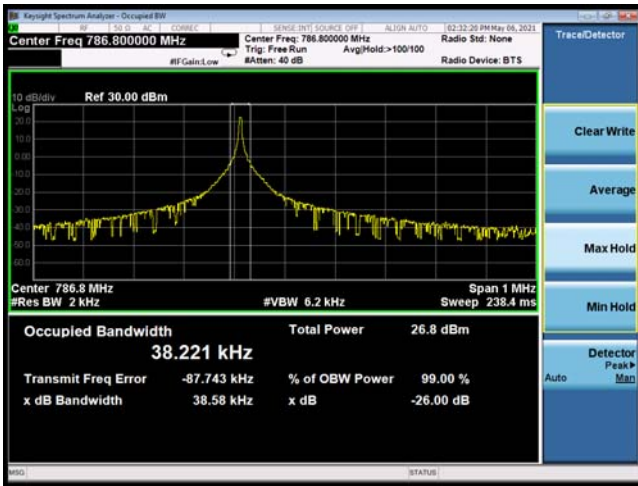 Keysight Spectrum Analyzer - Occupied BW
RF 50 Ω AC CORREC SENSE:INT SOURCE OFF ALIGN AUTO 02:32:20 PM May 06, 2021
Center Freq 786.800000 MHz
Center Freq: 786.800000 MHz
Radio Std: None
Trig: Free Run Avg|Hold:>100/100
#IFGain:Low #Atten: 40 dB Radio Device: BTS
Trace/Detector
10 dB/div Ref 30.00 dBm
Log
20.0
10.0
0.00
-10.0
-20.0
-30.0
-40.0
-50.0
-60.0
Center 786.8 MHz Span 1 MHz
#Res BW 2 kHz #VBW 6.2 kHz Sweep 238.4 ms
Occupied Bandwidth Total Power 26.8 dBm
38.221 kHz
Transmit Freq Error -87.743 kHz % of OBW Power 99.00 %
x dB Bandwidth 38.58 kHz x dB -26.00 dB
Clear Write
Average
Max Hold
Min Hold
Detector
Peak▶
Auto Man
MSG STATUS